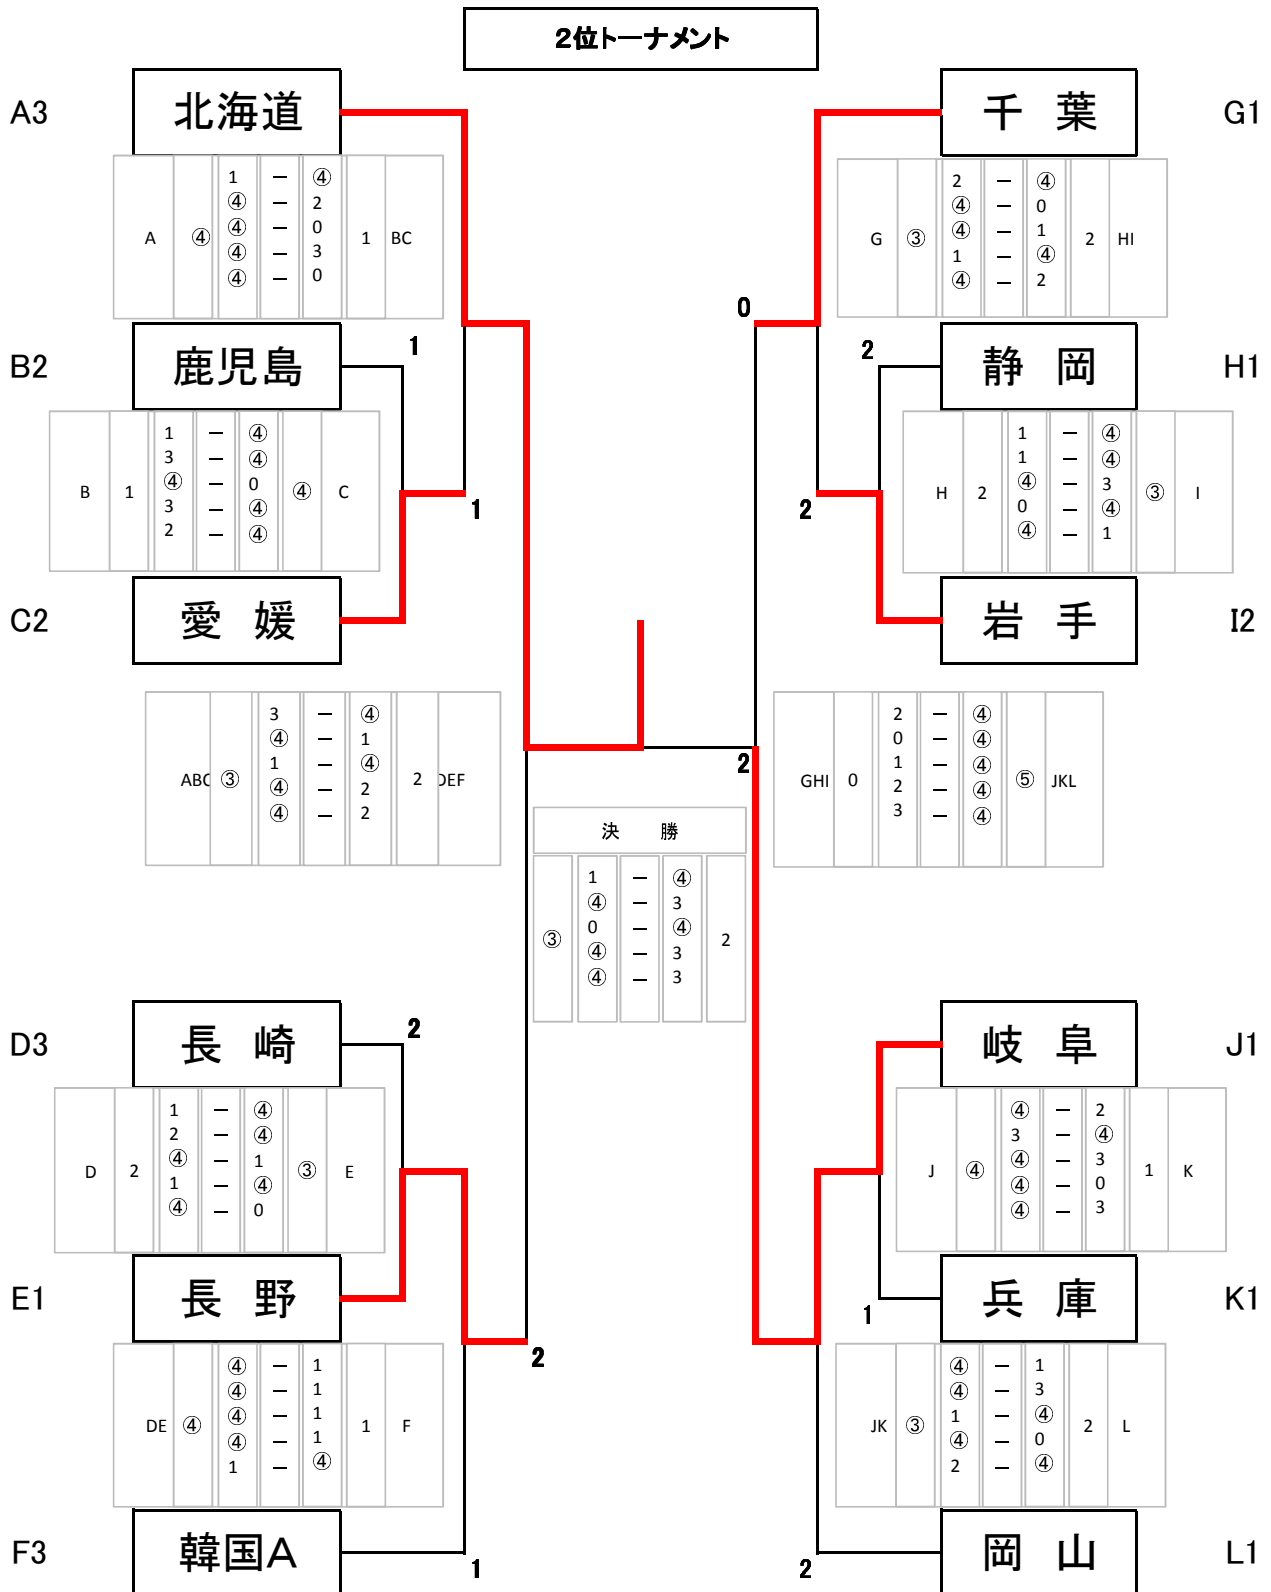 2位トーナメント
A3 北海道
千 葉 G1
A ④ 1 BC
1 — ④
④ — 2
④ — 0
④ — 3
④ — 0
G ③ 2 HI
2 — ④
④ — 0
④ — 1
1 — ④
④ — 2
0
B2 鹿児島 1
2 静 岡 H1
B 1 ④ C
1 — ④
3 — ④
④ — 0
3 — ④
2 — ④
1
H 2 ③ I
1 — ④
1 — ④
④ — 3
0 — ④
④ — 1
2
C2 愛 媛
岩 手 I2
ABC ③ 2 DEF
3 — ④
④ — 1
1 — ④
④ — 2
④ — 2
2
GHI 0 ⑤ JKL
2 — ④
0 — ④
1 — ④
2 — ④
3 — ④
決 勝
③ 2
1 — ④
④ — 3
0 — ④
④ — 3
④ — 3
D3 長 崎 2
岐 阜 J1
D 2 ③ E
1 — ④
2 — ④
④ — 1
1 — ④
④ — 0
J ④ 1 K
④ — 2
3 — ④
④ — 3
④ — 0
④ — 3
E1 長 野
1 兵 庫 K1
2
DE ④ 1 F
④ — 1
④ — 1
④ — 1
④ — 1
1 — ④
JK ③ 2 L
④ — 1
④ — 3
1 — ④
④ — 0
2 — ④
F3 韓国A 1
2 岡 山 L1